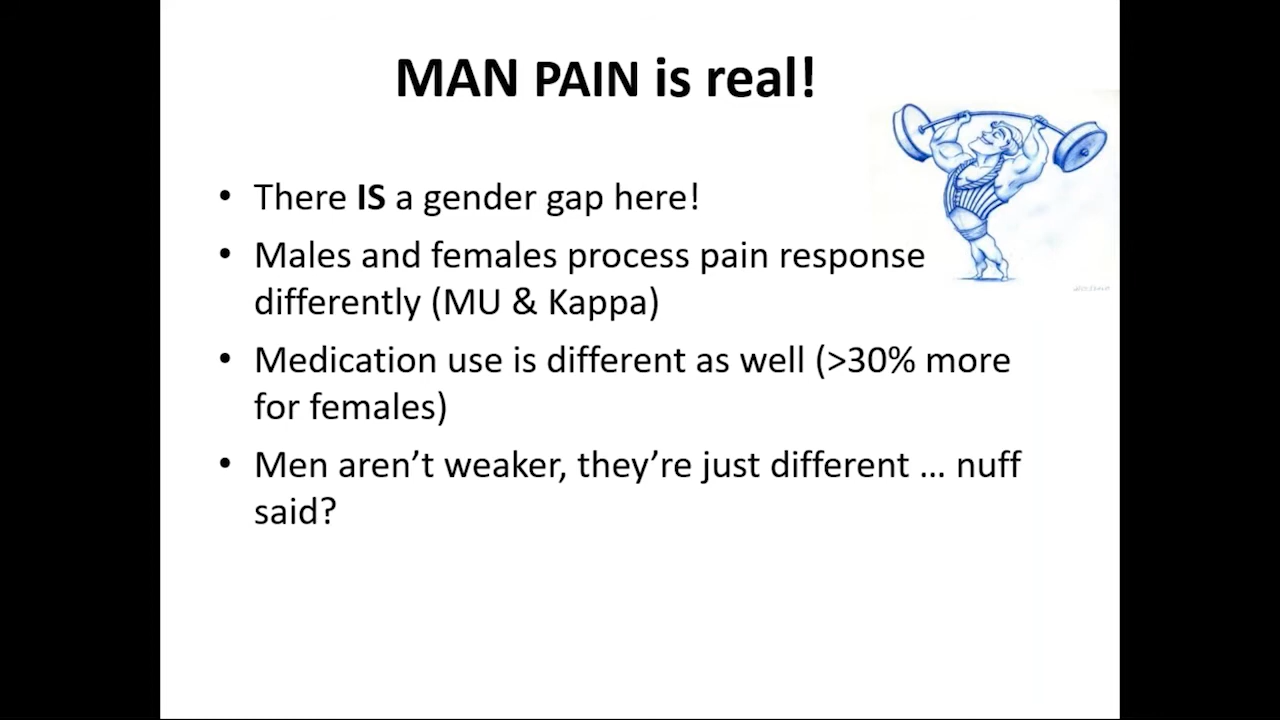 MAN PAIN is real!
• There IS a gender gap here!
• Males and females process pain response
differently (MU & Kappa)
• Medication use is different as well (>30% more
for females)
• Men aren’t weaker, they’re just different … nuff
said?